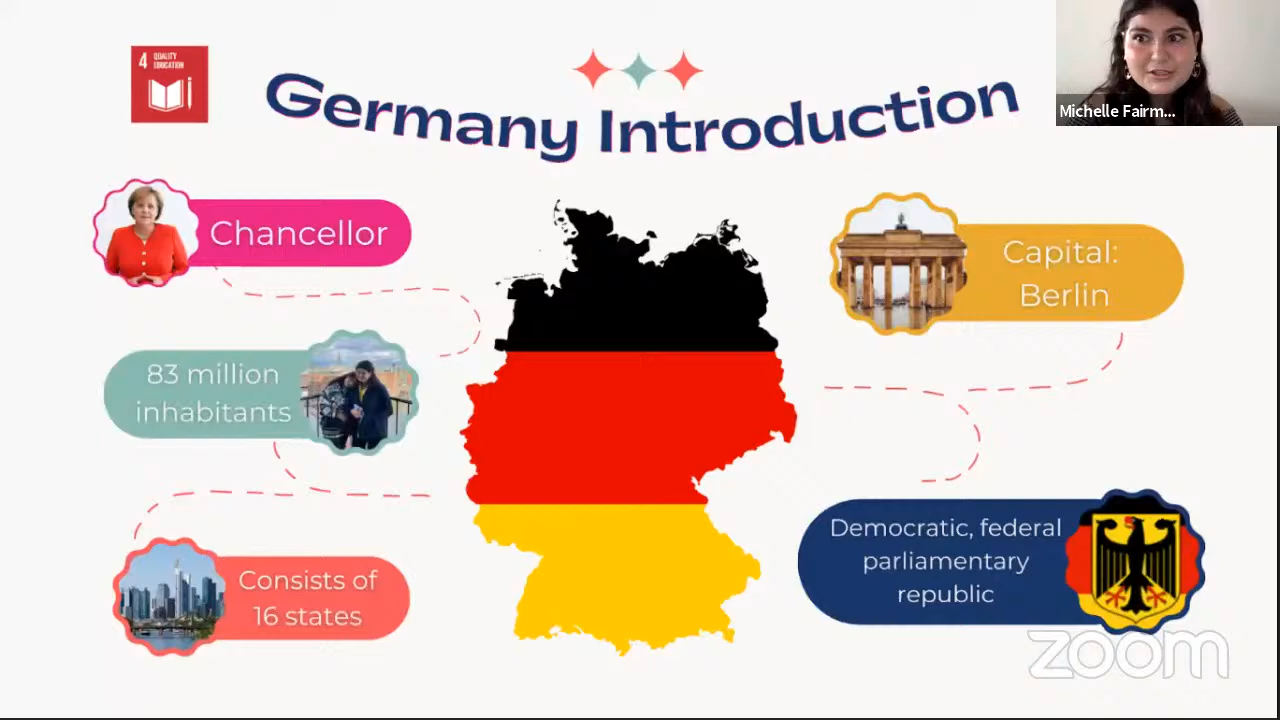 4 QUALITY
EDUCATION
Germany Introduction
Michelle Fairm...
Chancellor
Capital:
Berlin
83 million
inhabitants
Democratic, federal
parliamentary
republic
Consists of
16 states
zoom